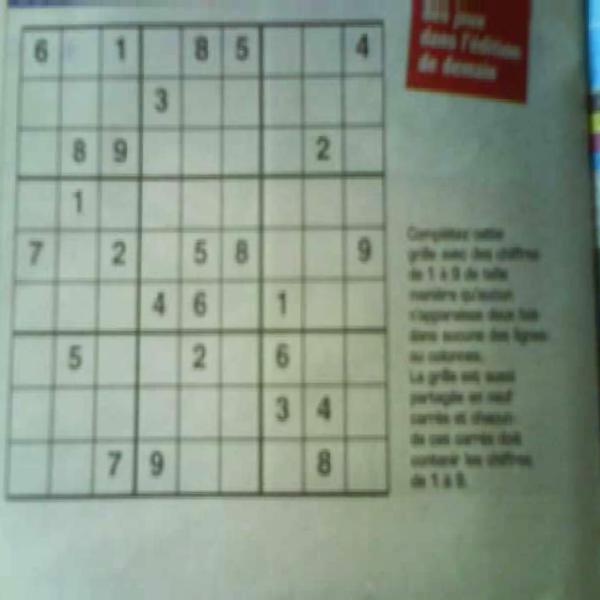 dans l'édition
de demain
6 1 8 5 4
3
8 9 2
1
7 2 5 8 9
4 6 1
5 2 6
3 4
7 9 8
Complétez cette
grille avec des chiffres
de 1 à 9 de telle
manière qu'aucun
n'apparaisse deux fois
dans aucune des lignes
ou colonnes.
La grille est aussi
partagée en neuf
carrés et chacun
de ces carrés doit
contenir les chiffres
de 1 à 9.